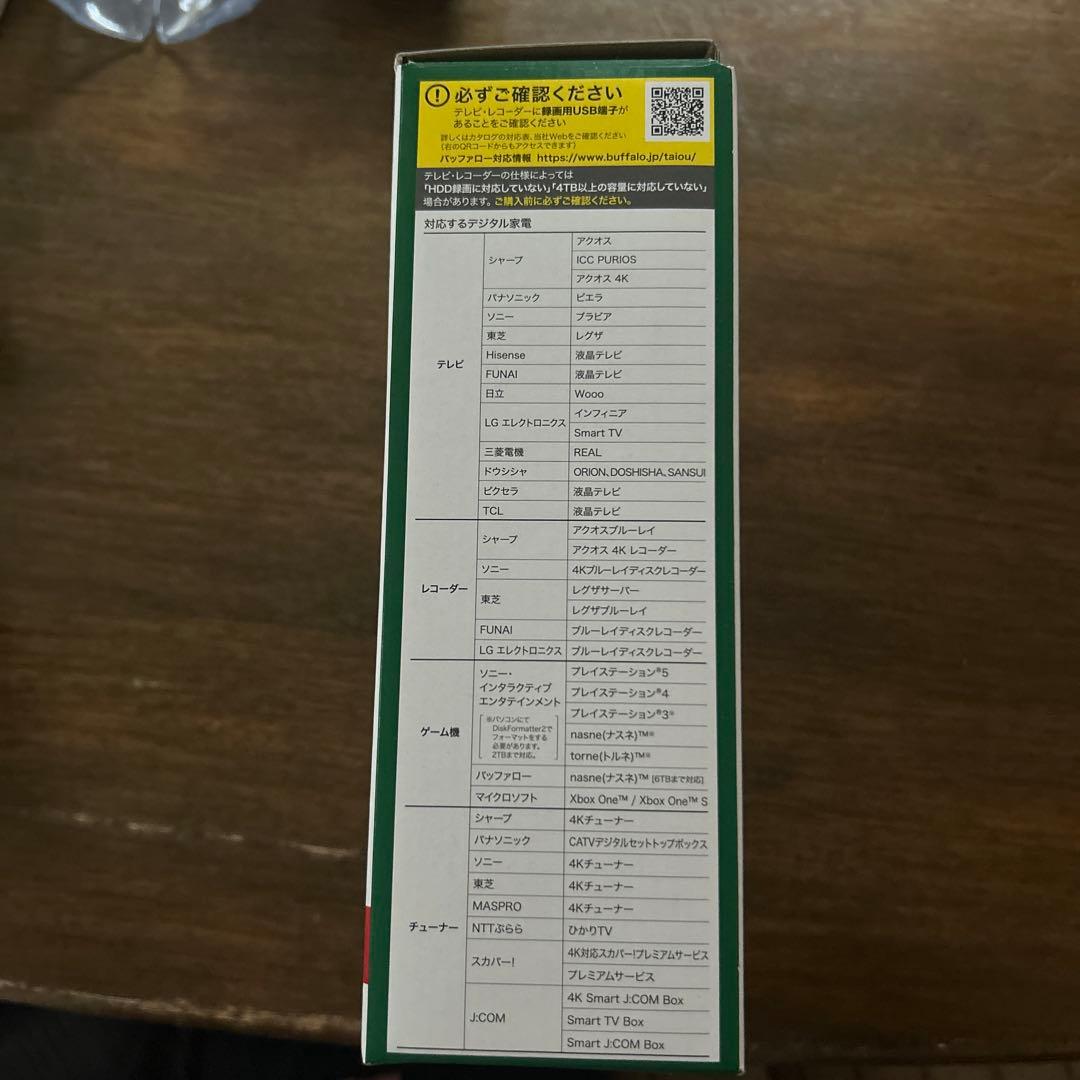 必ずご確認ください
テレビ・レコーダーに録画用USB端子が
あることをご確認ください
詳しくはカタログの対応表、当社Webをご確認ください
(右のQRコードからもアクセスできます)
バッファロー対応情報 https://www.buffalo.jp/taiou/
テレビ・レコーダーの仕様によっては
「HDD録画に対応していない」「4TB以上の容量に対応していない」
場合があります。ご購入前に必ずご確認ください。
対応するデジタル家電
テレビ
シャープ
アクオス
ICC PURIOS
アクオス 4K
パナソニック ビエラ
ソニー ブラビア
東芝 レグザ
Hisense 液晶テレビ
FUNAI 液晶テレビ
日立 Wooo
LG エレクトロニクス
インフィニア
Smart TV
三菱電機 REAL
ドウシシャ ORION、DOSHISHA、SANSUI
ピクセラ 液晶テレビ
TCL 液晶テレビ
レコーダー
シャープ
アクオスブルーレイ
アクオス 4K レコーダー
ソニー 4Kブルーレイディスクレコーダー
東芝
レグザサーバー
レグザブルーレイ
FUNAI ブルーレイディスクレコーダー
LG エレクトロニクス ブルーレイディスクレコーダー
ゲーム機
ソニー・
インタラクティブ
エンタテインメント
※パソコンにて
DiskFormatter2で
フォーマットをする
必要があります。
2TBまで対応。
プレイステーション®5
プレイステーション®4
プレイステーション®3※
nasne(ナスネ)™※
torne(トルネ)™※
バッファロー nasne(ナスネ)™ [6TBまで対応]
マイクロソフト Xbox One™ / Xbox One™ S
チューナー
シャープ 4Kチューナー
パナソニック CATVデジタルセットトップボックス
ソニー 4Kチューナー
東芝 4Kチューナー
MASPRO 4Kチューナー
NTTぷらら ひかりTV
スカパー!
4K対応スカパー!プレミアムサービス
プレミアムサービス
J:COM
4K Smart J:COM Box
Smart TV Box
Smart J:COM Box